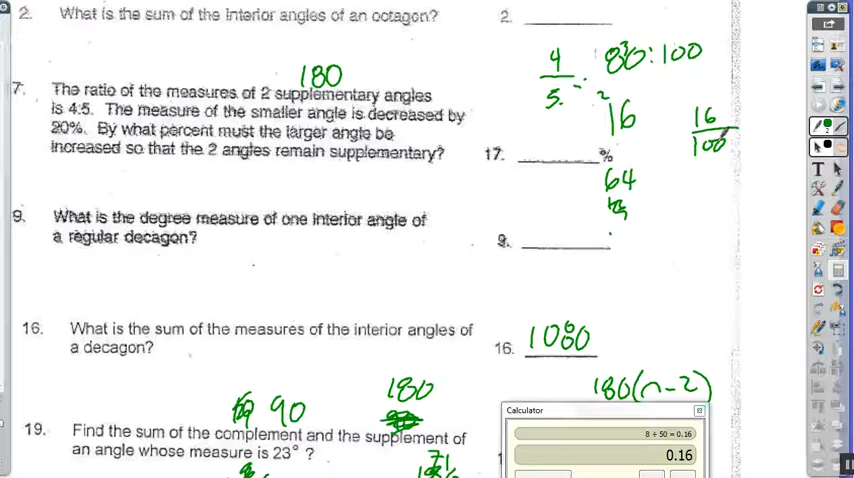 2. What is the sum of the interior angles of an octagon? 2.
180
4/5 80:100
16
16/100
7. The ratio of the measures of 2 supplementary angles
is 4:5. The measure of the smaller angle is decreased by
20%. By what percent must the larger angle be
increased so that the 2 angles remain supplementary? 17. %
64
9. What is the degree measure of one interior angle of
a regular decagon? 9.
16. What is the sum of the measures of the interior angles of
a decagon? 16.
180(n-2)
90 180
19. Find the sum of the complement and the supplement of
an angle whose measure is 23° ?
71
Calculator
8 ÷ 50 = 0.16
0.16
T